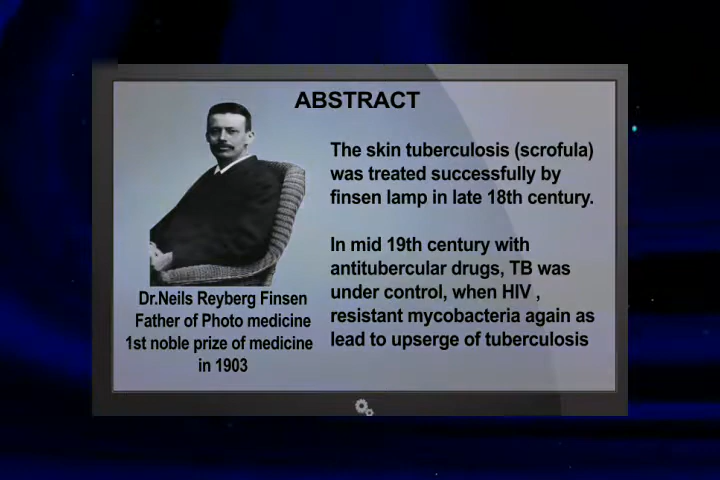 ABSTRACT
The skin tuberculosis (scrofula)
was treated successfully by
finsen lamp in late 18th century.
In mid 19th century with
antitubercular drugs, TB was
under control, when HIV ,
resistant mycobacteria again as
lead to upserge of tuberculosis
Dr.Neils Reyberg Finsen
Father of Photo medicine
1st noble prize of medicine
in 1903